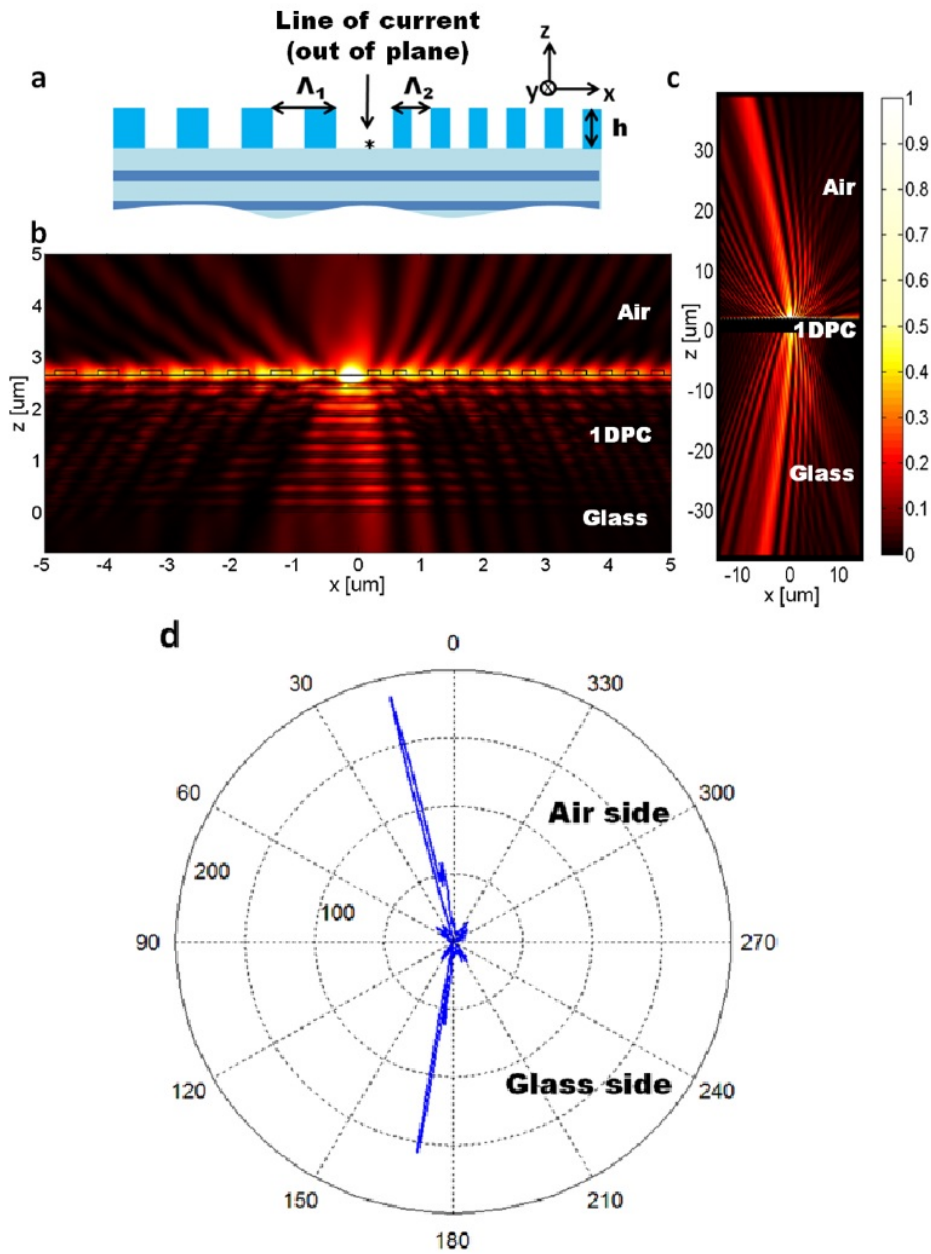 Line of current
(out of plane)
a
Λ₁
Λ₂
z
y
x
h
c
30
20
10
0
-10
-20
-30
z [um]
Air
1DPC
Glass
-10
0
10
x [um]
1
0.9
0.8
0.7
0.6
0.5
0.4
0.3
0.2
0.1
0
b
5
4
3
2
1
0
z [um]
Air
1DPC
Glass
-5
-4
-3
-2
-1
0
1
2
3
4
5
x [um]
d
0
30
330
60
300
Air side
200
100
90
270
Glass side
120
240
150
210
180